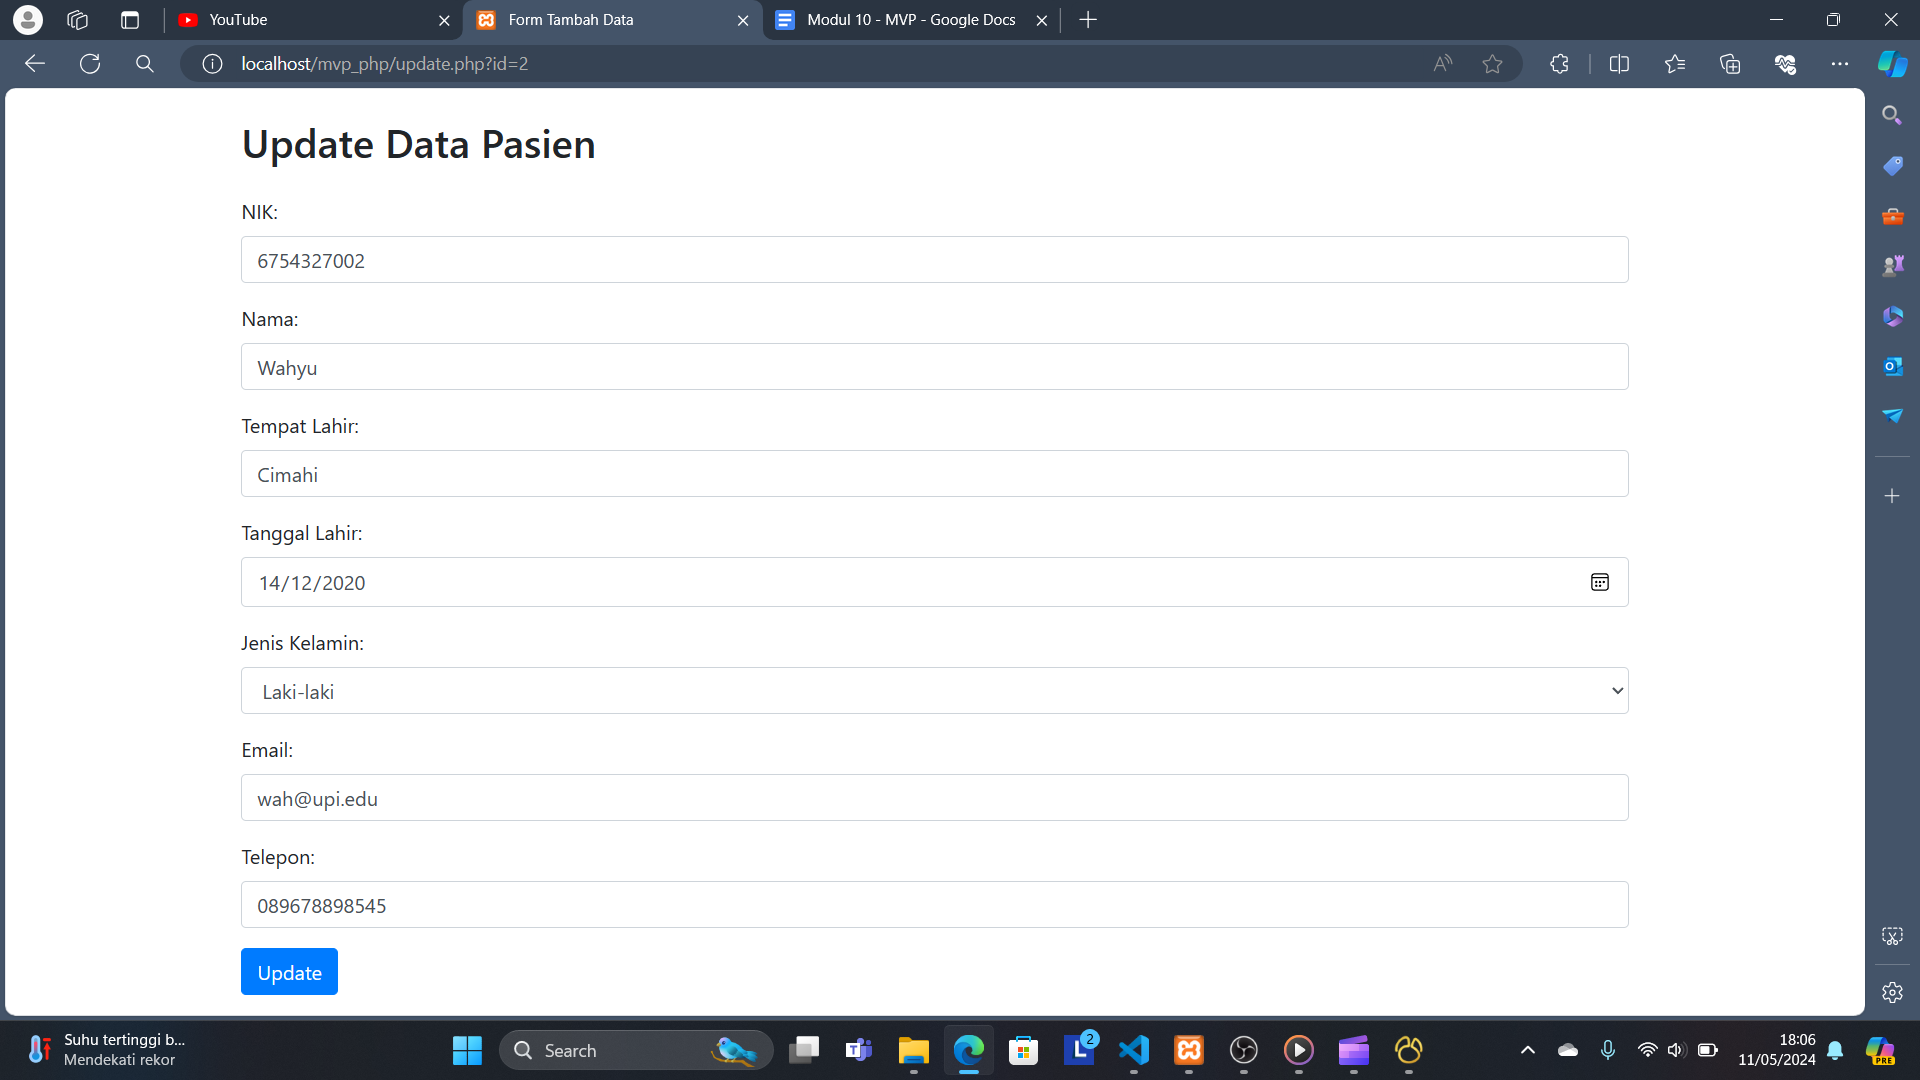 YouTube
Form Tambah Data
Modul 10 - MVP - Google Docs
localhost/mvp_php/update.php?id=2
Update Data Pasien
NIK:
6754327002
Nama:
Wahyu
Tempat Lahir:
Cimahi
Tanggal Lahir:
14/12/2020
Jenis Kelamin:
Laki-laki
Email:
wah@upi.edu
Telepon:
089678898545
Update
Suhu tertinggi b...
Mendekati rekor
Search
2
18:06
11/05/2024
PRE